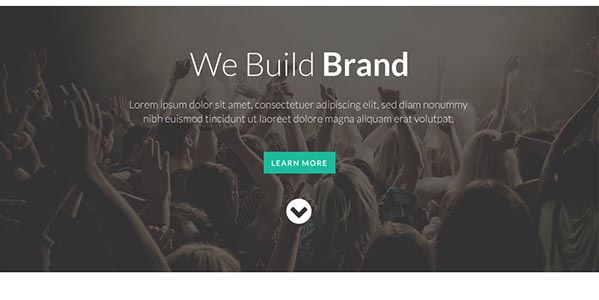 We Build Brand
Lorem ipsum dolor sit amet, consectetuer adipiscing elit, sed diam nonummy
nibh euismod tincidunt ut laoreet dolore magna aliquam erat volutpat.
LEARN MORE